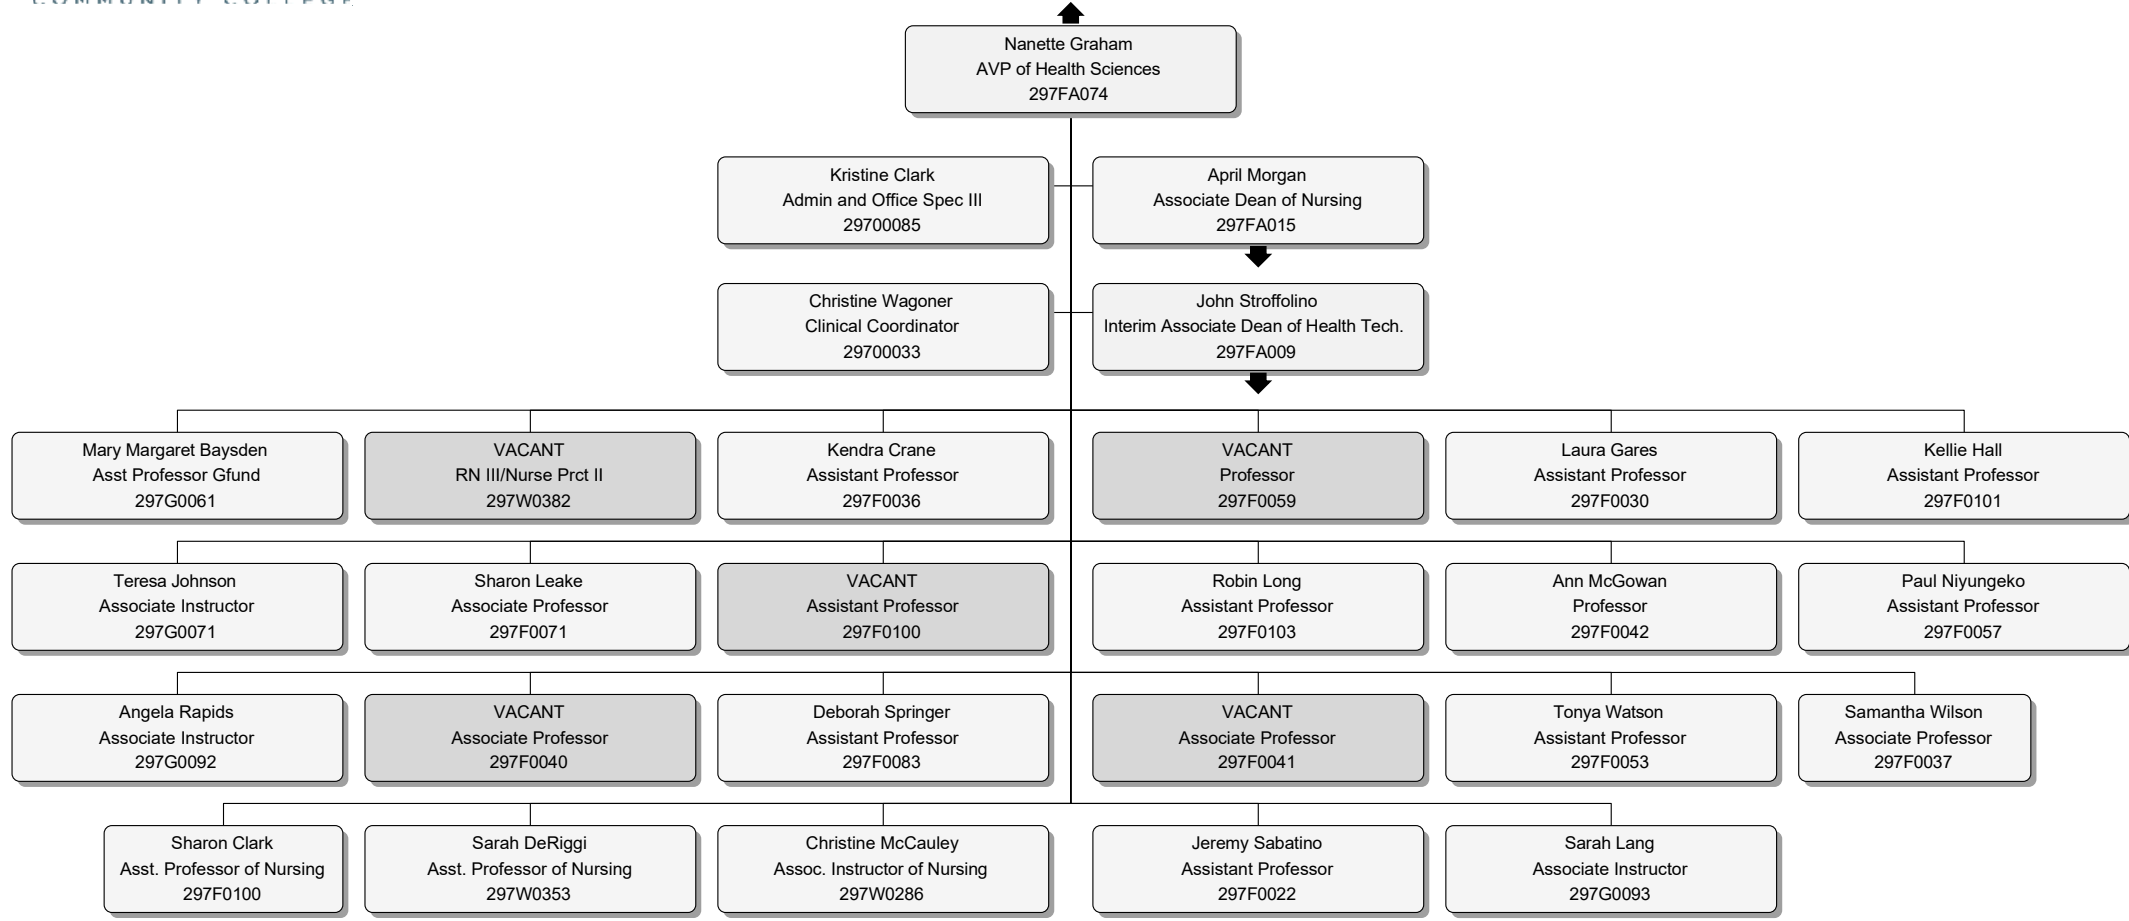 COMMUNITY COLLEGE
Nanette Graham
AVP of Health Sciences
297FA074
Kristine Clark
Admin and Office Spec III
29700085
April Morgan
Associate Dean of Nursing
297FA015
Christine Wagoner
Clinical Coordinator
29700033
John Stroffolino
Interim Associate Dean of Health Tech.
297FA009
Mary Margaret Baysden
Asst Professor Gfund
297G0061
VACANT
RN III/Nurse Prct II
297W0382
Kendra Crane
Assistant Professor
297F0036
VACANT
Professor
297F0059
Laura Gares
Assistant Professor
297F0030
Kellie Hall
Assistant Professor
297F0101
Teresa Johnson
Associate Instructor
297G0071
Sharon Leake
Associate Professor
297F0071
VACANT
Assistant Professor
297F0100
Robin Long
Assistant Professor
297F0103
Ann McGowan
Professor
297F0042
Paul Niyungeko
Assistant Professor
297F0057
Angela Rapids
Associate Instructor
297G0092
VACANT
Associate Professor
297F0040
Deborah Springer
Assistant Professor
297F0083
VACANT
Associate Professor
297F0041
Tonya Watson
Assistant Professor
297F0053
Samantha Wilson
Associate Professor
297F0037
Sharon Clark
Asst. Professor of Nursing
297F0100
Sarah DeRiggi
Asst. Professor of Nursing
297W0353
Christine McCauley
Assoc. Instructor of Nursing
297W0286
Jeremy Sabatino
Assistant Professor
297F0022
Sarah Lang
Associate Instructor
297G0093